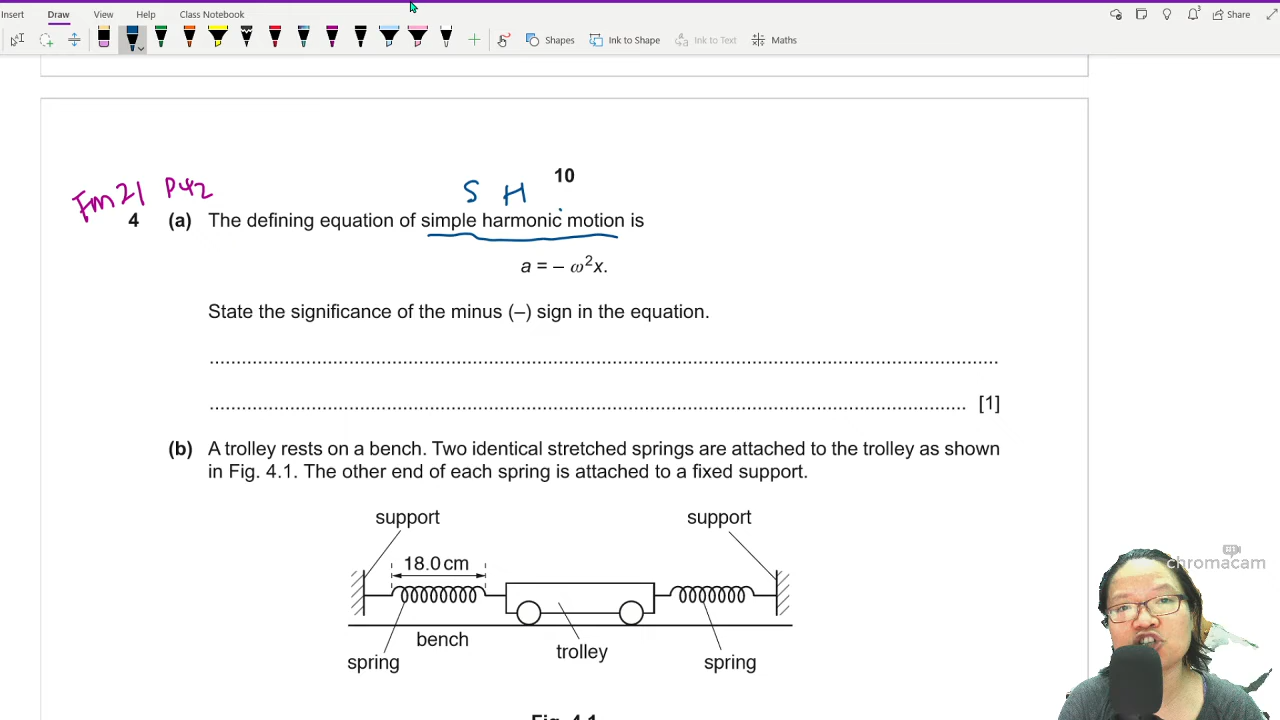 Insert Draw View Help Class Notebook
Share
Shapes Ink to Shape Ink to Text Maths
10
Fm21 P42
S H
4 (a) The defining equation of simple harmonic motion is
a = – ω²x.
State the significance of the minus (–) sign in the equation.
[1]
(b) A trolley rests on a bench. Two identical stretched springs are attached to the trolley as shown
in Fig. 4.1. The other end of each spring is attached to a fixed support.
support support
18.0 cm
chromacam
bench
trolley
spring spring
Fig. 4.1